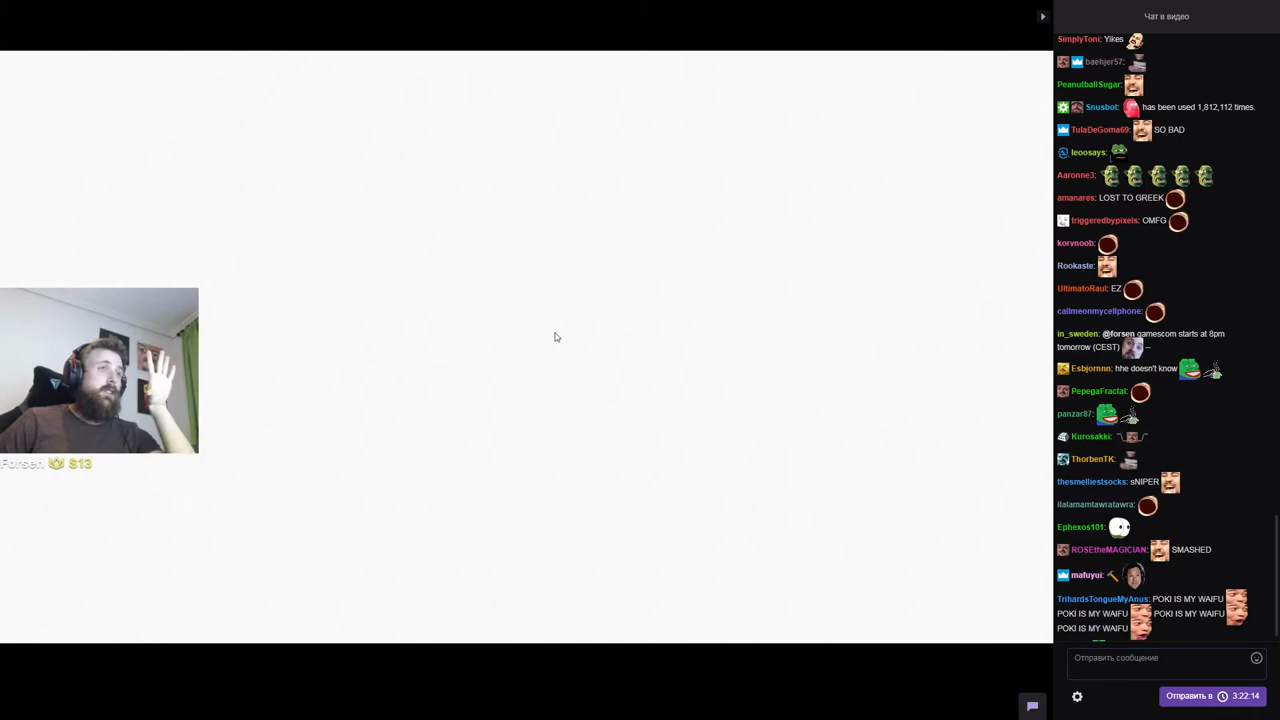 Чат в видео
SimplyToni: Yikes
baehjer57:
PeanutballSugar:
Snusbot: has been used 1,812,112 times.
TulaDeGoma69: SO BAD
leoosays:
Aaronne3:
amanares: LOST TO GREEK
triggeredbypixels: OMFG
korvnoob:
Rookaste:
UltimatoRaul: EZ
callmeonmycellphone:
in_sweden: @forsen gamescom starts at 8pm
tomorrow (CEST) --
Esbjornnn: hhe doesn't know
PepegaFractal:
panzar87:
Kurosakki:
ThorbenTK:
thesmelliestsocks: sNIPER
ilalamamtawratawra:
Ephexos101:
ROSEtheMAGICIAN: SMASHED
mafuyui:
TrihardsTongueMyAnus: POKI IS MY WAIFU
POKI IS MY WAIFU POKI IS MY WAIFU
POKI IS MY WAIFU
Forsen 813
Отправить сообщение
Отправить в 3:22:14